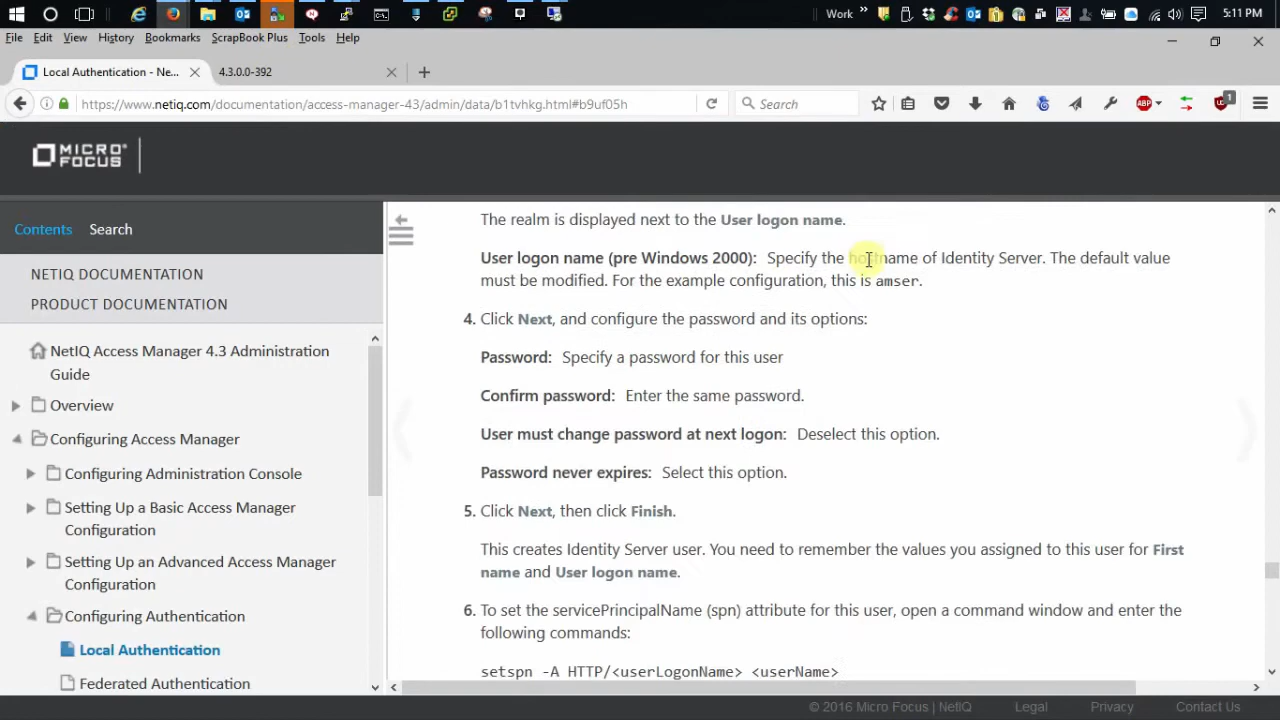 Work
5:11 PM
File Edit View History Bookmarks ScrapBook Plus Tools Help
Local Authentication - Ne...
4.3.0.0-392
https://www.netiq.com/documentation/access-manager-43/admin/data/b1tvhkg.html#b9uf05h
Search
ABP
1
MICRO
FOCUS
Contents Search
NETIQ DOCUMENTATION
PRODUCT DOCUMENTATION
NetIQ Access Manager 4.3 Administration
Guide
Overview
Configuring Access Manager
Configuring Administration Console
Setting Up a Basic Access Manager
Configuration
Setting Up an Advanced Access Manager
Configuration
Configuring Authentication
Local Authentication
Federated Authentication
The realm is displayed next to the User logon name.
User logon name (pre Windows 2000): Specify the hostname of Identity Server. The default value
must be modified. For the example configuration, this is amser.
4. Click Next, and configure the password and its options:
Password: Specify a password for this user
Confirm password: Enter the same password.
User must change password at next logon: Deselect this option.
Password never expires: Select this option.
5. Click Next, then click Finish.
This creates Identity Server user. You need to remember the values you assigned to this user for First
name and User logon name.
6. To set the servicePrincipalName (spn) attribute for this user, open a command window and enter the
following commands:
setspn -A HTTP/<userLogonName> <userName>
© 2016 Micro Focus | NetIQ Legal Privacy Contact Us